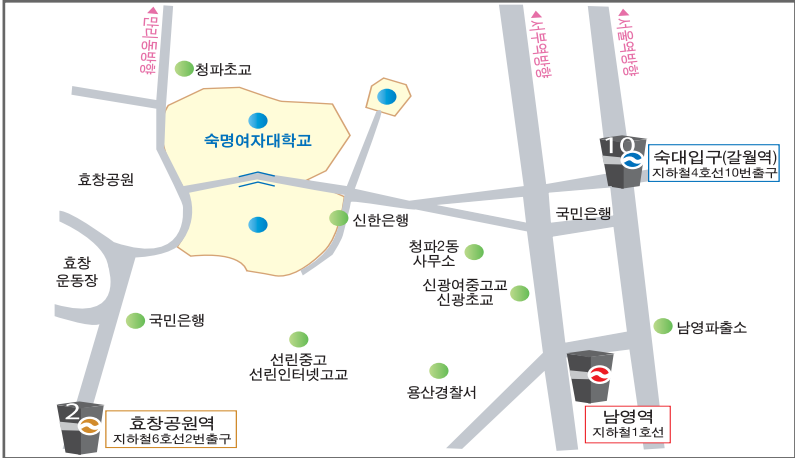 만리동방향
서부역방향
서울역방향
청파초교
숙명여자대학교
10
숙대입구(갈월역)
지하철4호선10번출구
효창공원
신한은행
국민은행
청파2동
사무소
효창
운동장
신광여중고교
신광초교
국민은행
남영파출소
선린중고
선린인터넷고교
용산경찰서
2
효창공원역
지하철6호선2번출구
남영역
지하철1호선